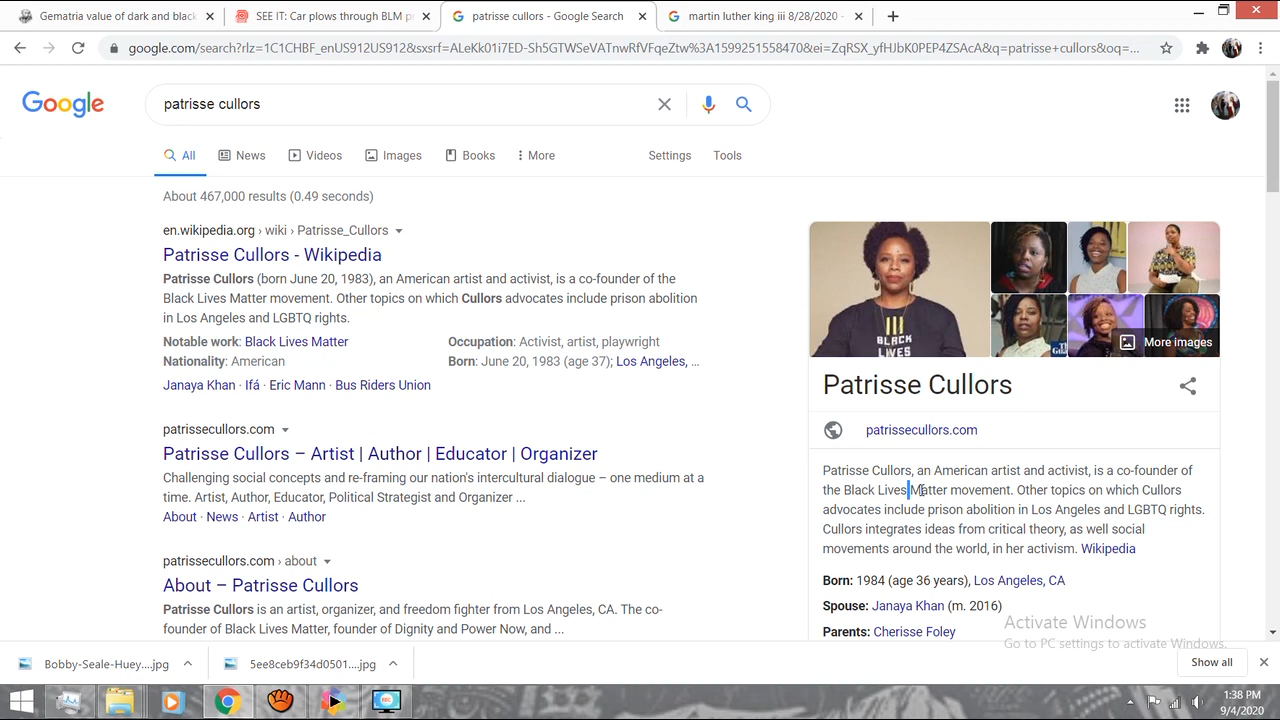 Gematria value of dark and black
SEE IT: Car plows through BLM p
patrisse cullors - Google Search
martin luther king iii 9/28/2020 -
google.com/search?rlz=1C1CHBF_enUS912US912&sxsrf=ALeKk01i7ED-Sh5GTWSeVATnwRfVFqeZtw%3A1599251558470&ei=ZqRSX_yfHJbK0PEP4ZSAcA&q=patrisse+cullors&oq=...
Google
patrisse cullors
All
News
Videos
Images
Books
More
Settings
Tools
About 467,000 results (0.49 seconds)
en.wikipedia.org › wiki › Patrisse_Cullors
Patrisse Cullors - Wikipedia
Patrisse Cullors (born June 20, 1983), an American artist and activist, is a co-founder of the
Black Lives Matter movement. Other topics on which Cullors advocates include prison abolition
in Los Angeles and LGBTQ rights.
Notable work: Black Lives Matter
Occupation: Activist, artist, playwright
Nationality: American
Born: June 20, 1983 (age 37); Los Angeles, ...
Janaya Khan · Ifá · Eric Mann · Bus Riders Union
patrissecullors.com
Patrisse Cullors – Artist | Author | Educator | Organizer
Challenging social concepts and re-framing our nation's intercultural dialogue – one medium at a
time. Artist, Author, Educator, Political Strategist and Organizer ...
About · News · Artist · Author
patrissecullors.com › about
About – Patrisse Cullors
Patrisse Cullors is an artist, organizer, and freedom fighter from Los Angeles, CA. The co-
founder of Black Lives Matter, founder of Dignity and Power Now, and ...
BLACK
LIVES
More images
Patrisse Cullors
patrissecullors.com
Patrisse Cullors, an American artist and activist, is a co-founder of
the Black Lives Matter movement. Other topics on which Cullors
advocates include prison abolition in Los Angeles and LGBTQ rights.
Cullors integrates ideas from critical theory, as well social
movements around the world, in her activism. Wikipedia
Born: 1984 (age 36 years), Los Angeles, CA
Spouse: Janaya Khan (m. 2016)
Parents: Cherisse Foley
Activate Windows
Go to PC settings to activate Windows.
Bobby-Seale-Huey....jpg
5ee8ceb9f34d0501....jpg
Show all
REC
1:38 PM
9/4/2020